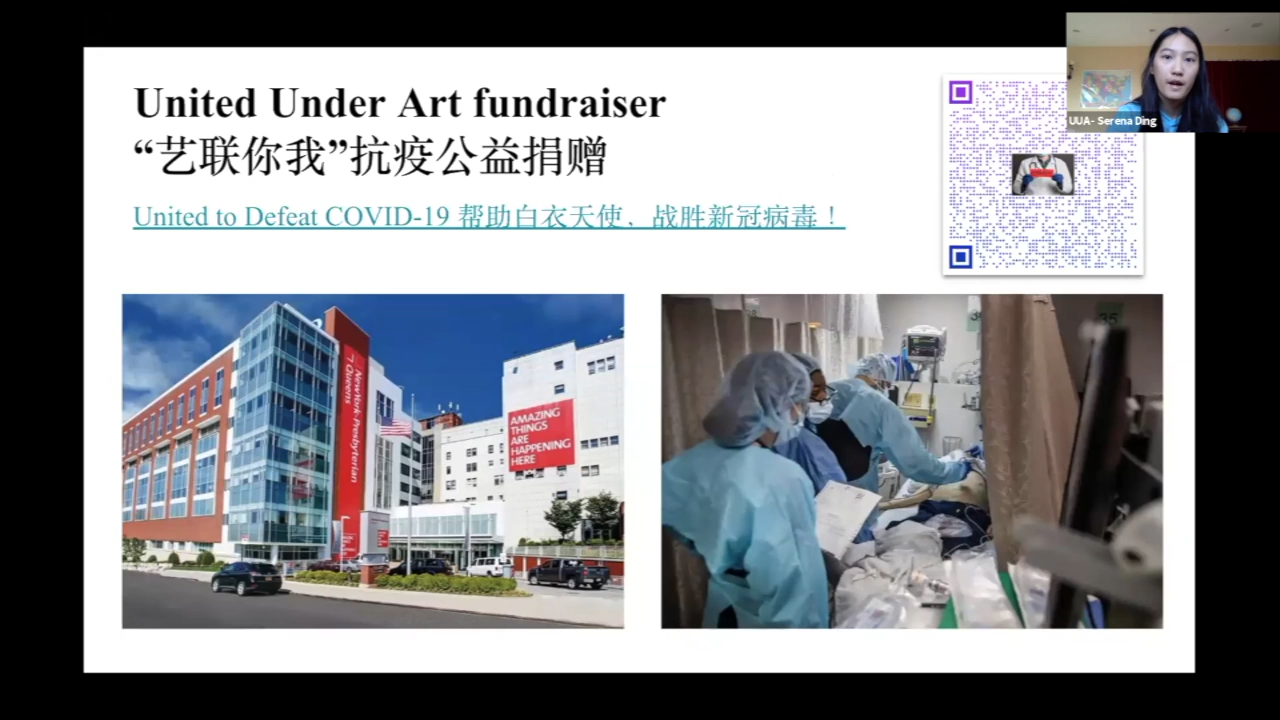 United Under Art fundraiser
“艺联你我”抗疫公益捐赠
United to Defeat COVID-19 帮助白衣天使，战胜新冠病毒！
UUA- Serena Ding
NewYork-Presbyterian
Queens
AMAZING
THINGS
ARE
HAPPENING
HERE
35